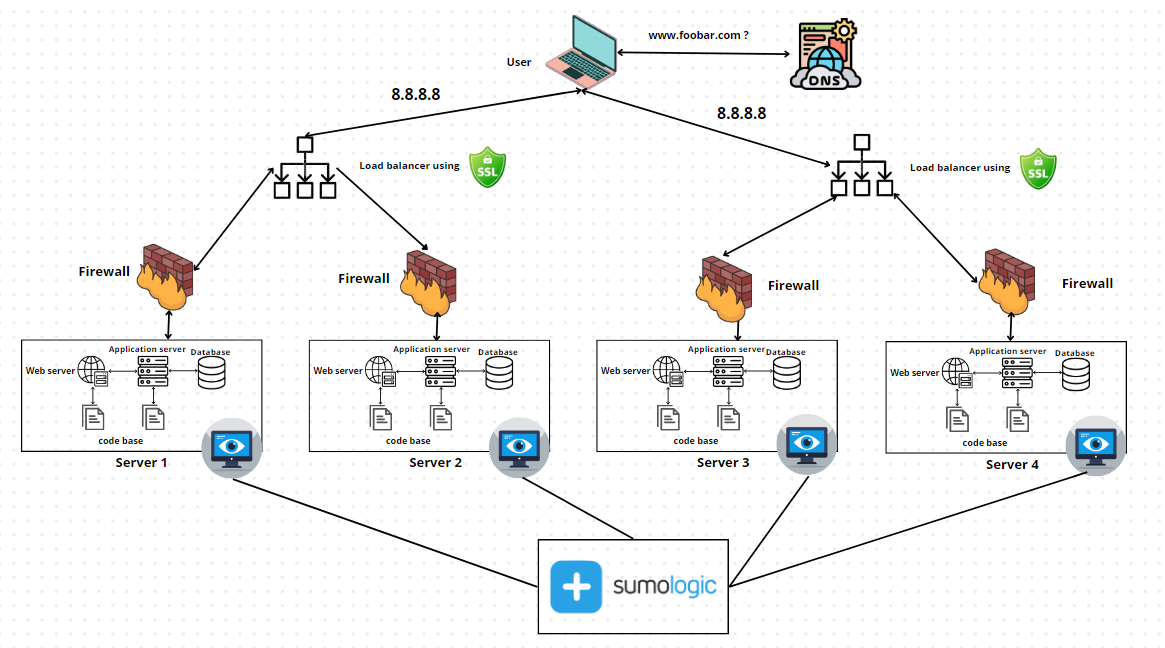 www.foobar.com ?
User
DNS
8.8.8.8
8.8.8.8
Load balancer using
SSL
Load balancer using
SSL
Firewall
Firewall
Firewall
Firewall
Application server
Database
Web server
code base
Server 1
Application server
Database
Web server
code base
Server 2
Application server
Database
Web server
code base
Server 3
Application server
Database
Web server
code base
Server 4
sumologic